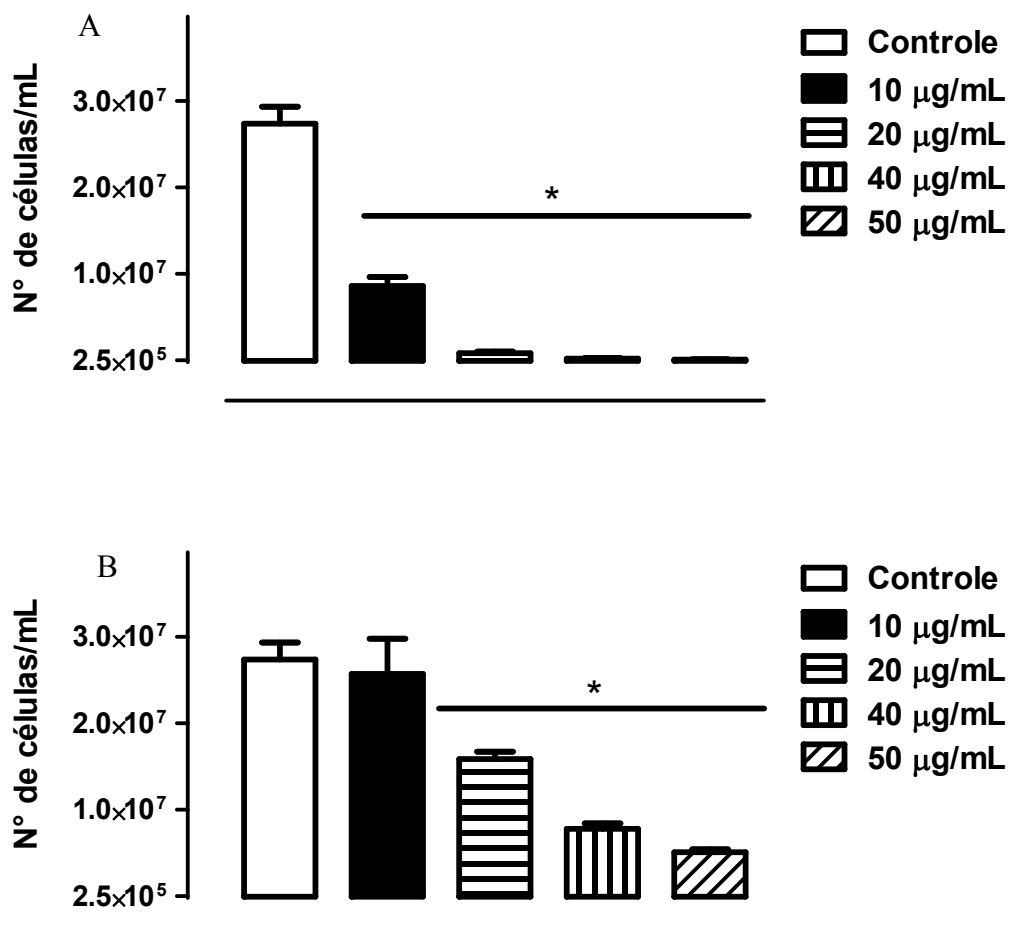 A
N° de células/mL
3.0×10⁷
2.0×10⁷
1.0×10⁷
2.5×10⁵
*
Controle
10 µg/mL
20 µg/mL
40 µg/mL
50 µg/mL
B
N° de células/mL
3.0×10⁷
2.0×10⁷
1.0×10⁷
2.5×10⁵
*
Controle
10 µg/mL
20 µg/mL
40 µg/mL
50 µg/mL